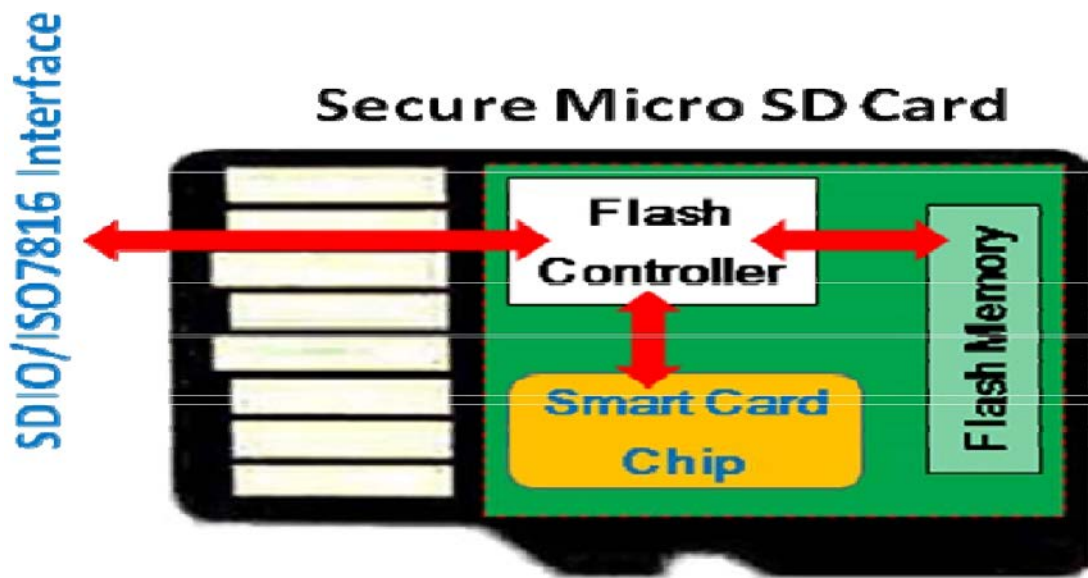 SDIO/ISO7816 Interface
Secure Micro SD Card
Flash
Controller
Smart Card
Chip
Flash Memory